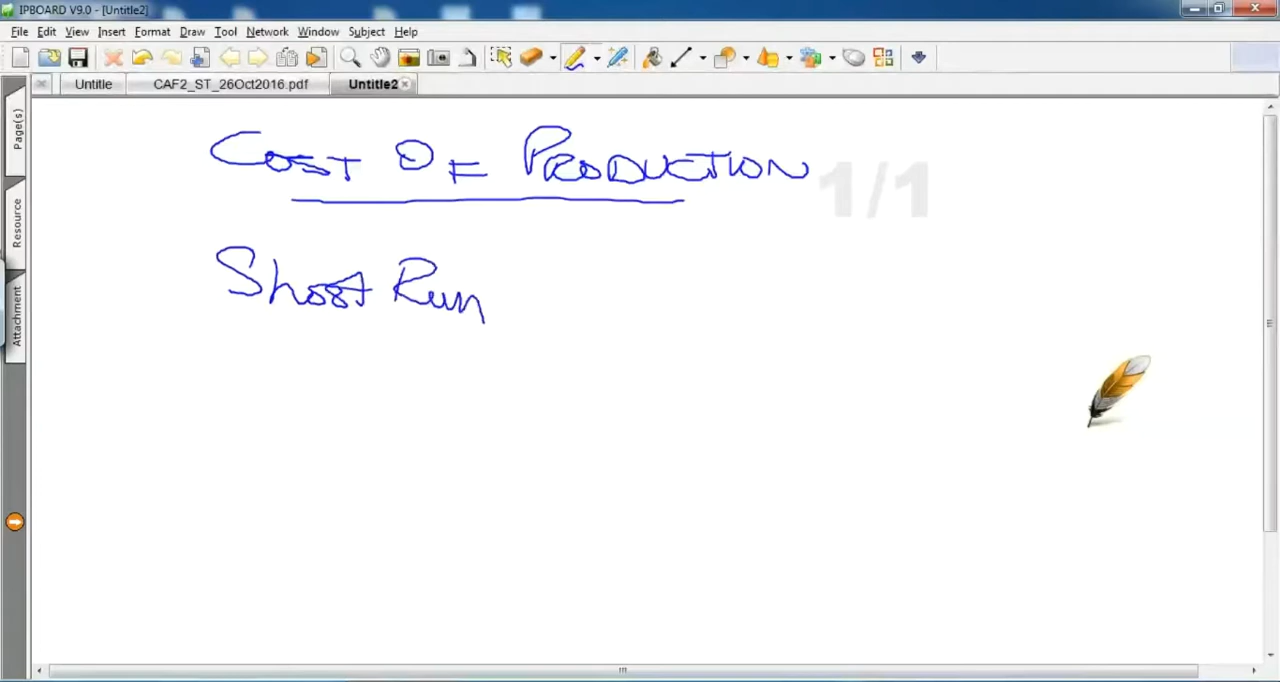 IPBOARD V9.0 - [Untitle2]
File Edit View Insert Format Draw Tool Network Window Subject Help
Untitle CAF2_ST_26Oct2016.pdf Untitle2
Page(s)
Resource
Attachment
COST OF PRODUCTION
1/1
Short Run